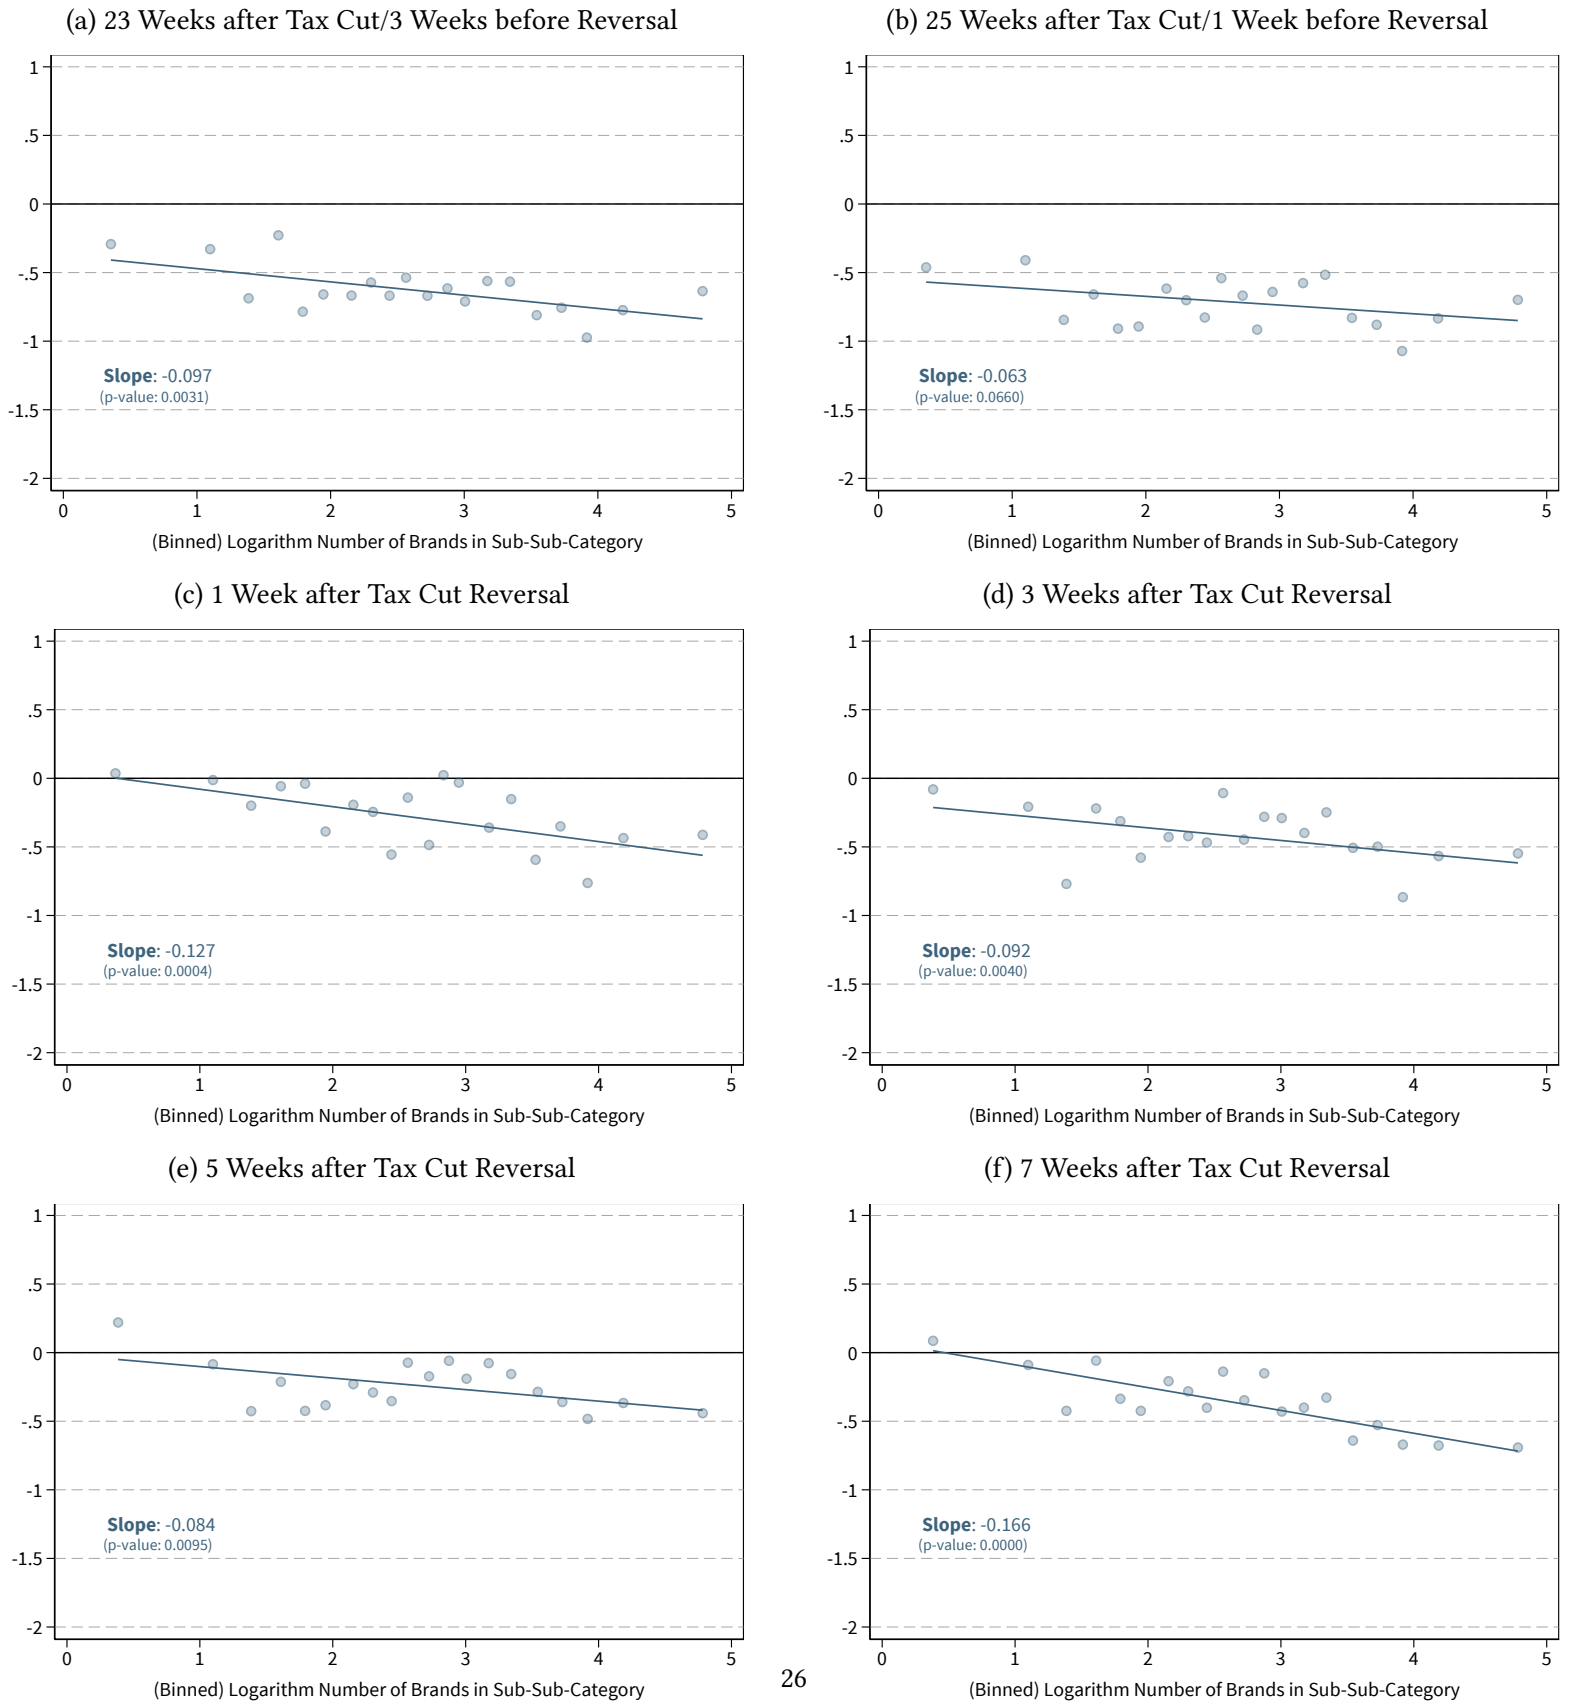 (a) 23 Weeks after Tax Cut/3 Weeks before Reversal
1
.5
0
-.5
-1
-1.5
-2
Slope: -0.097
(p-value: 0.0031)
0 1 2 3 4 5
(Binned) Logarithm Number of Brands in Sub-Sub-Category
(b) 25 Weeks after Tax Cut/1 Week before Reversal
1
.5
0
-.5
-1
-1.5
-2
Slope: -0.063
(p-value: 0.0660)
0 1 2 3 4 5
(Binned) Logarithm Number of Brands in Sub-Sub-Category
(c) 1 Week after Tax Cut Reversal
1
.5
0
-.5
-1
-1.5
-2
Slope: -0.127
(p-value: 0.0004)
0 1 2 3 4 5
(Binned) Logarithm Number of Brands in Sub-Sub-Category
(d) 3 Weeks after Tax Cut Reversal
1
.5
0
-.5
-1
-1.5
-2
Slope: -0.092
(p-value: 0.0040)
0 1 2 3 4 5
(Binned) Logarithm Number of Brands in Sub-Sub-Category
(e) 5 Weeks after Tax Cut Reversal
1
.5
0
-.5
-1
-1.5
-2
Slope: -0.084
(p-value: 0.0095)
0 1 2 3 4 5
(Binned) Logarithm Number of Brands in Sub-Sub-Category
(f) 7 Weeks after Tax Cut Reversal
1
.5
0
-.5
-1
-1.5
-2
Slope: -0.166
(p-value: 0.0000)
0 1 2 3 4 5
(Binned) Logarithm Number of Brands in Sub-Sub-Category
26